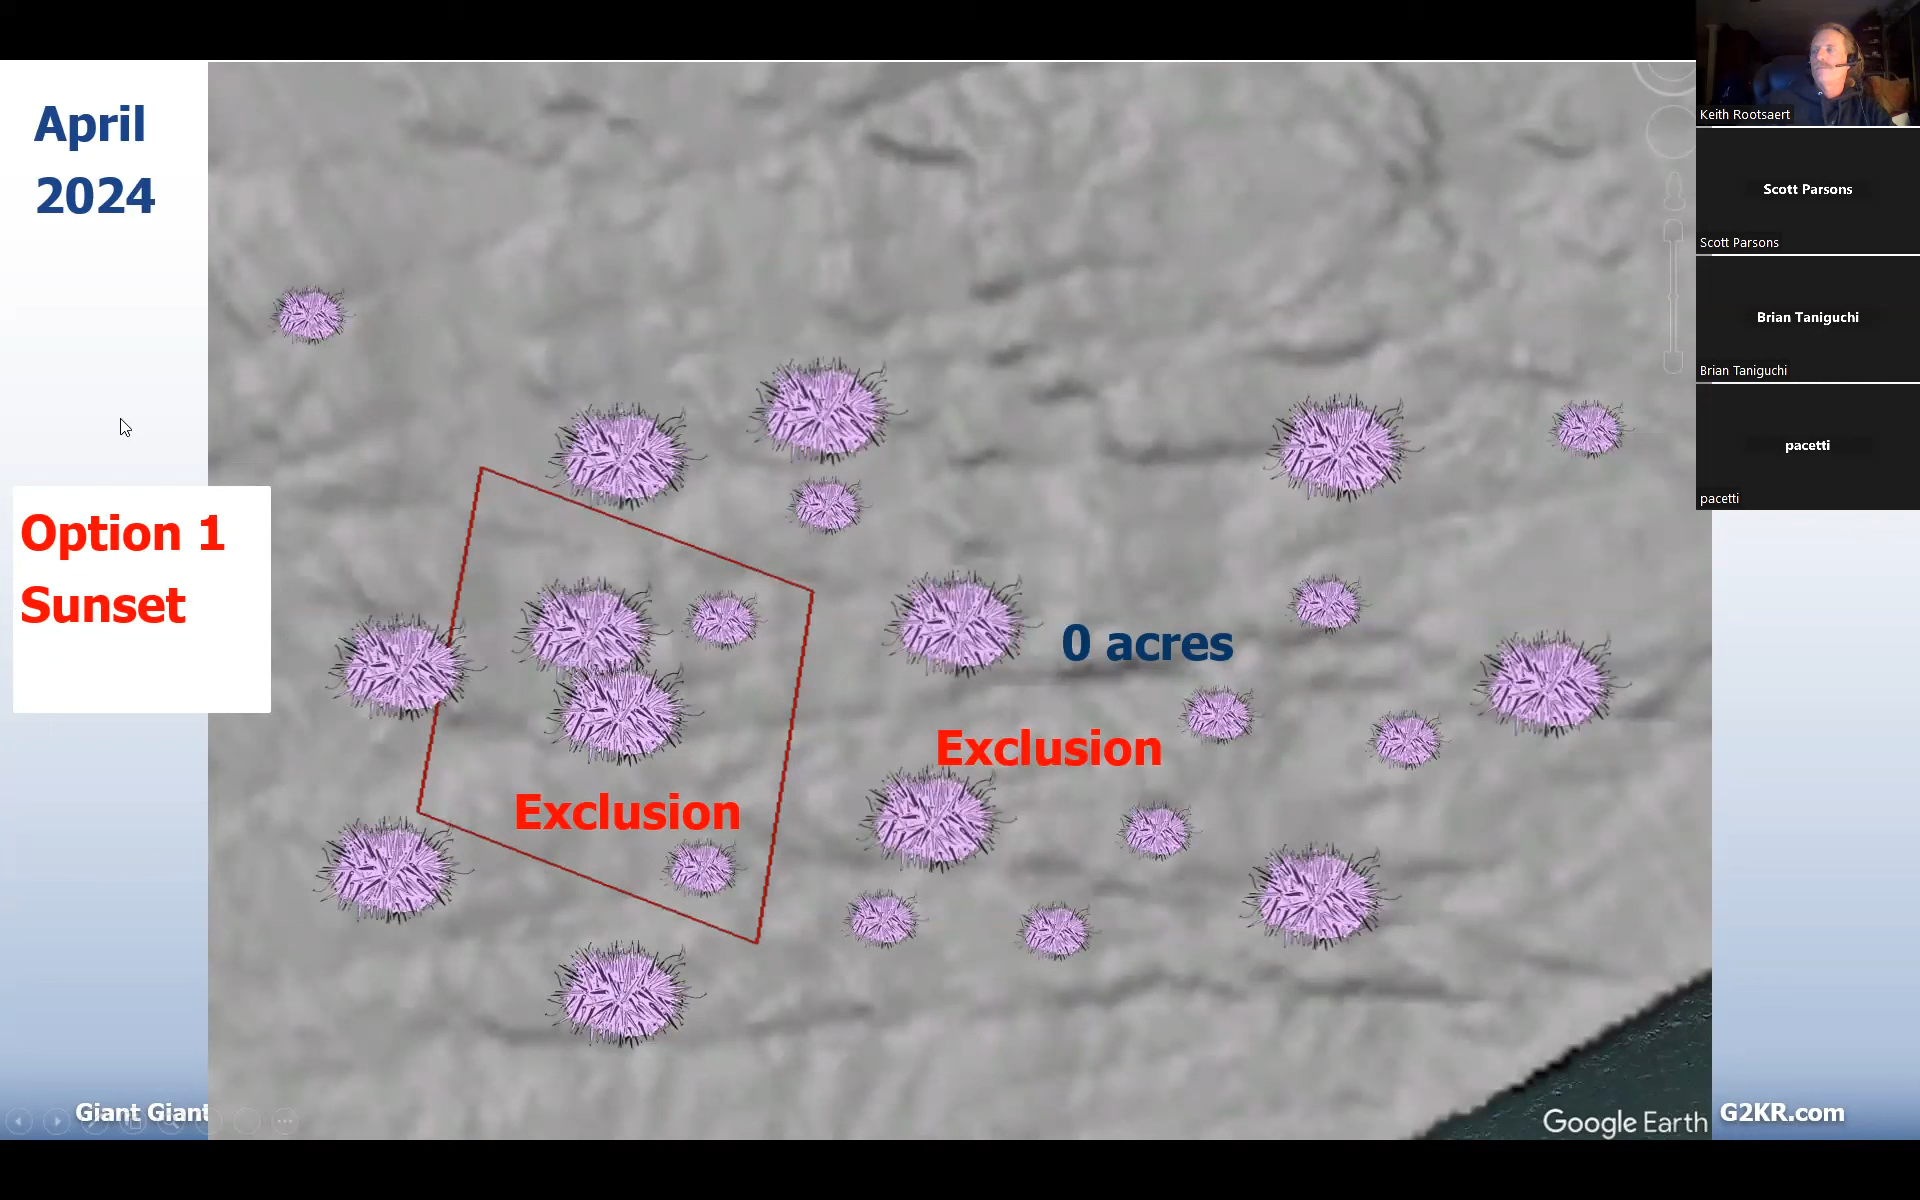 April
2024
Option 1
Sunset
0 acres
Exclusion
Exclusion
Giant Giant
Google Earth
G2KR.com
Keith Rootsaert
Scott Parsons
Scott Parsons
Brian Taniguchi
Brian Taniguchi
pacetti
pacetti